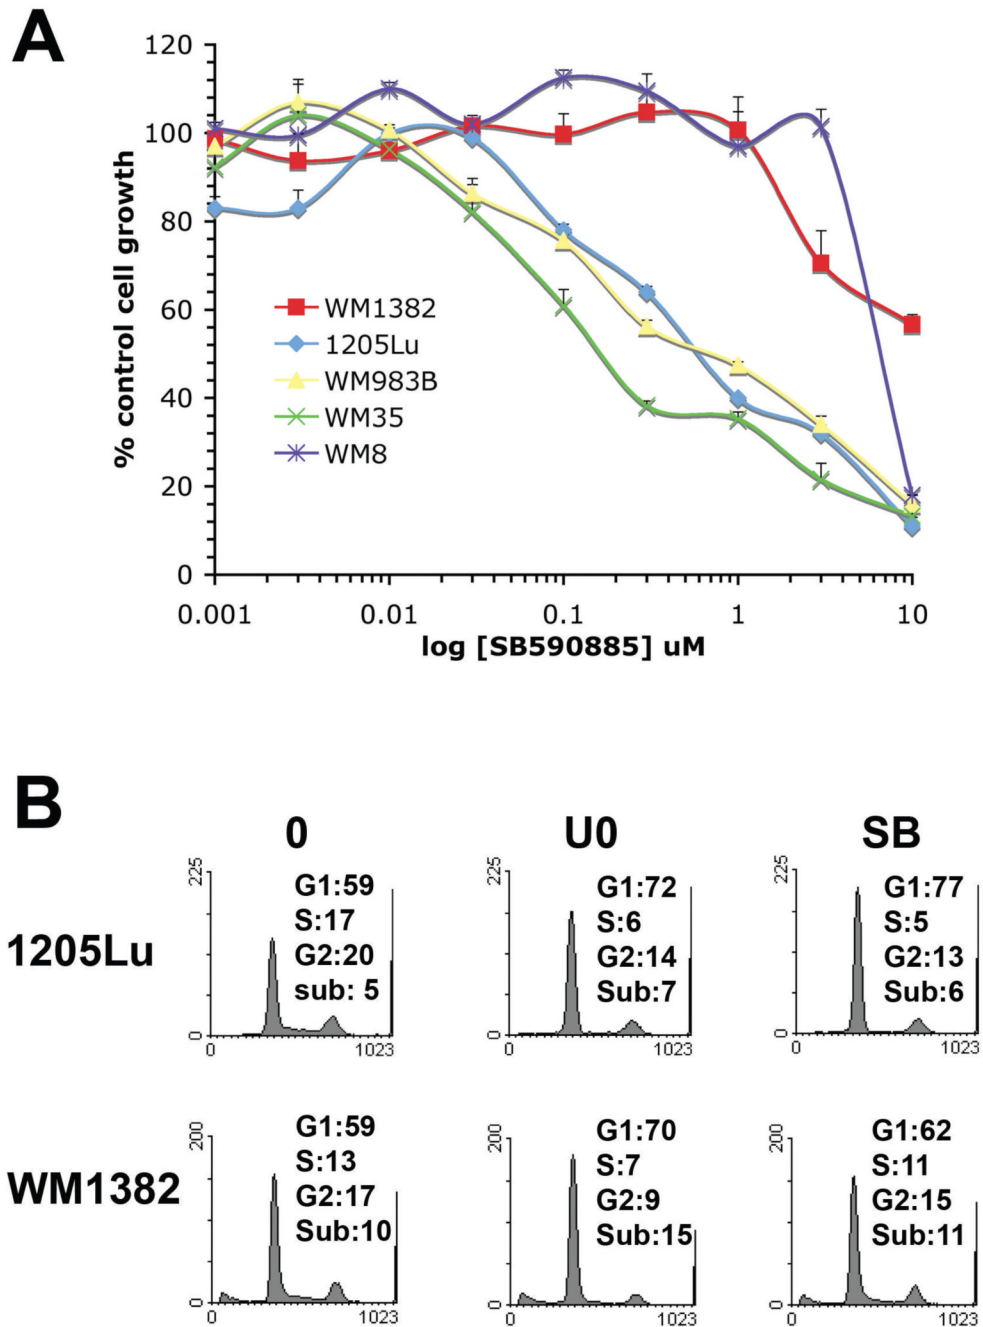 A
120
100
80
60
40
20
0
% control cell growth
WM1382
1205Lu
WM983B
WM35
WM8
0.001 0.01 0.1 1 10
log [SB590885] uM
B
0 U0 SB
1205Lu
225
0
0 1023
G1:59
S:17
G2:20
sub: 5
225
0
0 1023
G1:72
S:6
G2:14
Sub:7
225
0
0 1023
G1:77
S:5
G2:13
Sub:6
WM1382
200
0
0 1023
G1:59
S:13
G2:17
Sub:10
200
0
0 1023
G1:70
S:7
G2:9
Sub:15
200
0
0 1023
G1:62
S:11
G2:15
Sub:11